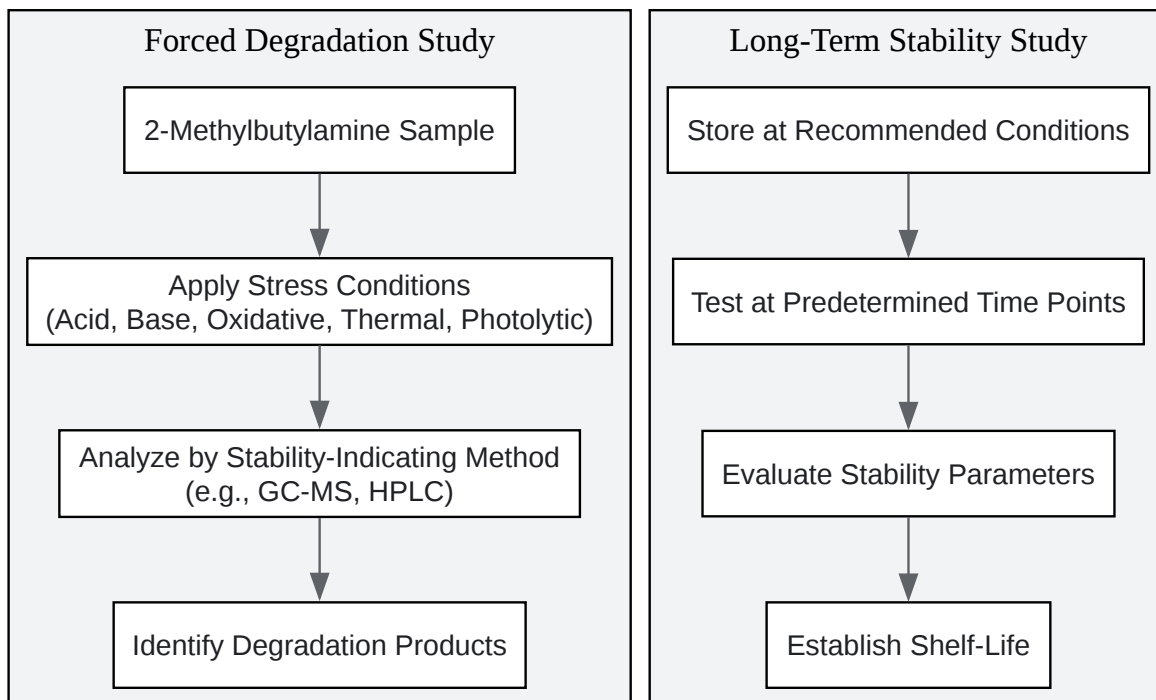 Forced Degradation Study
2-Methylbutylamine Sample
Apply Stress Conditions
(Acid, Base, Oxidative, Thermal, Photolytic)
Analyze by Stability-Indicating Method
(e.g., GC-MS, HPLC)
Identify Degradation Products
Long-Term Stability Study
Store at Recommended Conditions
Test at Predetermined Time Points
Evaluate Stability Parameters
Establish Shelf-Life